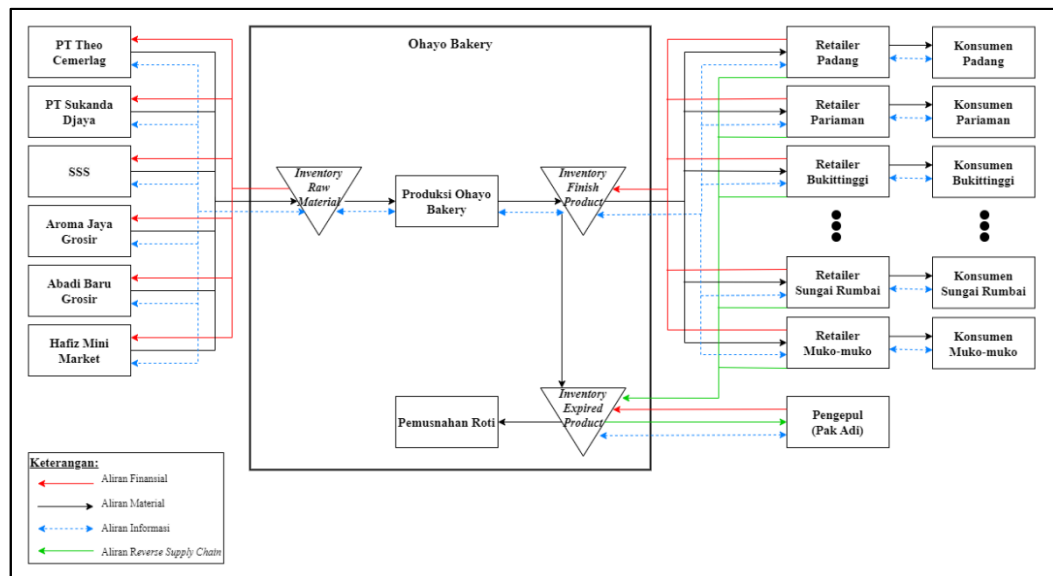 PT Theo
Cemerlag
PT Sukanda
Djaya
SSS
Aroma Jaya
Grosir
Abadi Baru
Grosir
Hafiz Mini
Market
Ohayo Bakery
Inventory
Raw
Material
Produksi Ohayo
Bakery
Inventory
Finish
Product
Inventory
Expired
Product
Pemusnahan Roti
Retailer
Padang
Konsumen
Padang
Retailer
Pariaman
Konsumen
Pariaman
Retailer
Bukittinggi
Konsumen
Bukittinggi
Retailer
Sungai Rumbai
Konsumen
Sungai Rumbai
Retailer
Muko-muko
Konsumen
Muko-muko
Pengepul
(Pak Adi)
Keterangan:
Aliran Finansial
Aliran Material
Aliran Informasi
Aliran Reverse Supply Chain